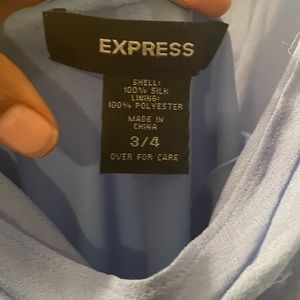 EXPRESS
SHELL:
100% SILK
LINING:
100% POLYESTER
MADE IN
CHINA
3/4
OVER FOR CARE